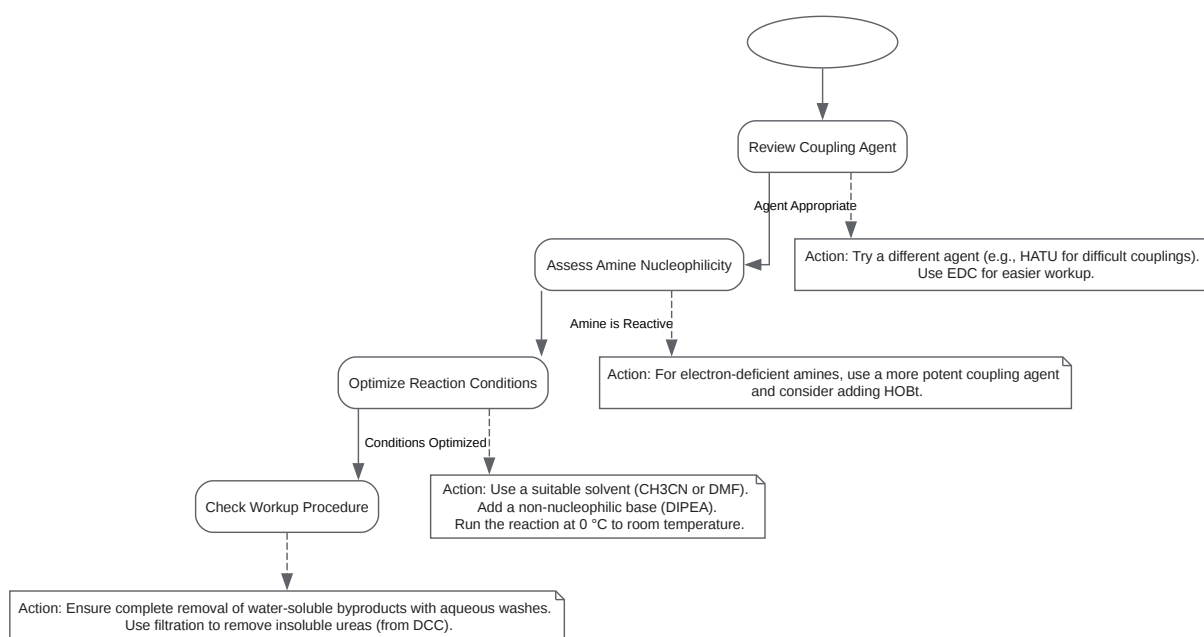 Review Coupling Agent
Agent Appropriate
Action: Try a different agent (e.g., HATU for difficult couplings).
Use EDC for easier workup.
Assess Amine Nucleophilicity
Amine is Reactive
Action: For electron-deficient amines, use a more potent coupling agent
and consider adding HOBt.
Optimize Reaction Conditions
Conditions Optimized
Action: Use a suitable solvent (CH3CN or DMF).
Add a non-nucleophilic base (DIPEA).
Run the reaction at 0 °C to room temperature.
Check Workup Procedure
Action: Ensure complete removal of water-soluble byproducts with aqueous washes.
Use filtration to remove insoluble ureas (from DCC).